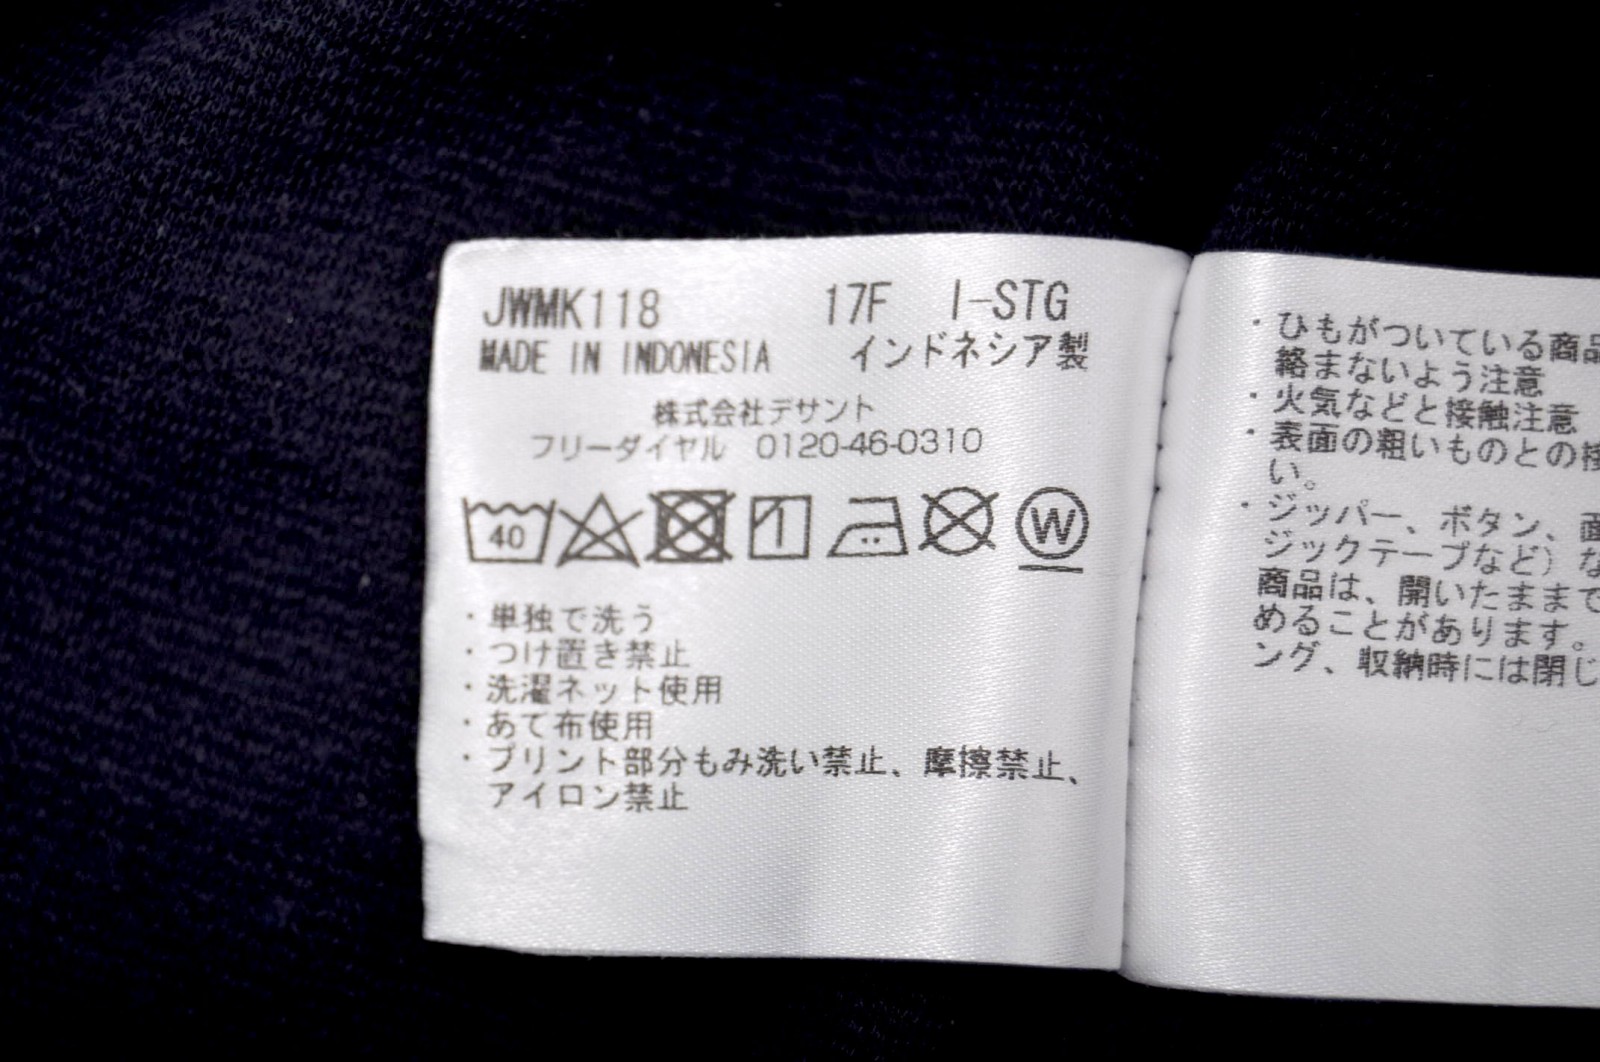 JWMK118 17F I-STG
MADE IN INDONESIA インドネシア製
株式会社デサント
フリーダイヤル 0120-46-0310
40
W
・単独で洗う
・つけ置き禁止
・洗濯ネット使用
・あて布使用
・プリント部分もみ洗い禁止、摩擦禁止、
アイロン禁止
・ひもがついている商品
絡まないよう注意
・火気などと接触注意
・表面の粗いものとの接
い。
・ジッパー、ボタン、面
ジックテープなど）な
商品は、開いたままで
めることがあります。
ング、収納時には閉じ